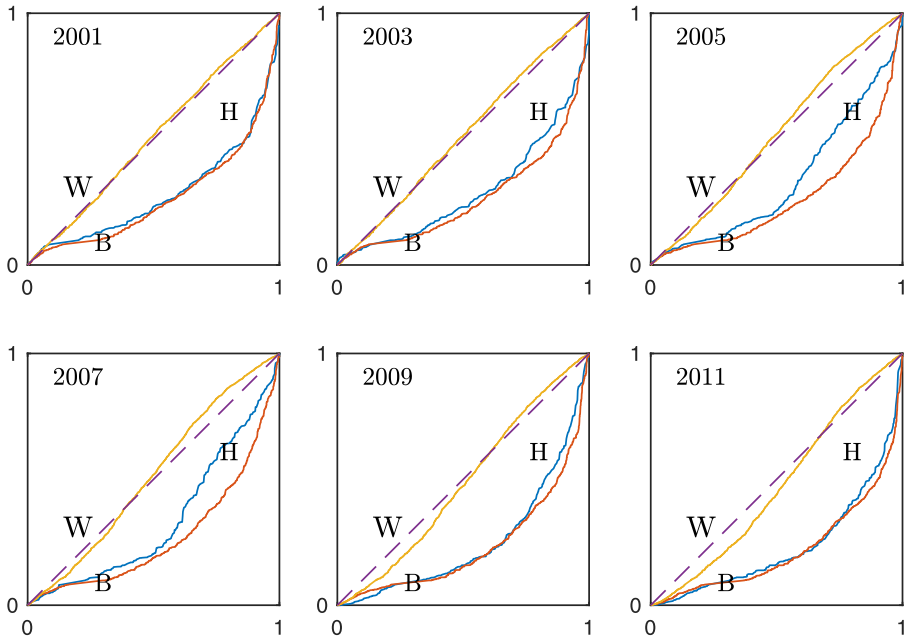 1 2001 H W B 0 0 1
1 2003 H W B 0 0 1
1 2005 H W B 0 0 1
1 2007 H W B 0 0 1
1 2009 H W B 0 0 1
1 2011 H W B 0 0 1